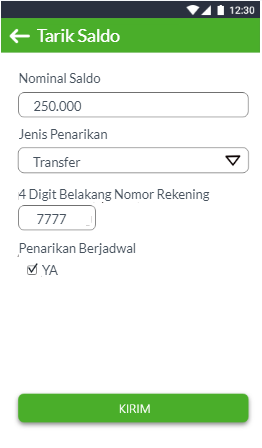 12:30
Tarik Saldo
Nominal Saldo
250.000
Jenis Penarikan
Transfer
4 Digit Belakang Nomor Rekening
7777
Penarikan Berjadwal
YA
KIRIM